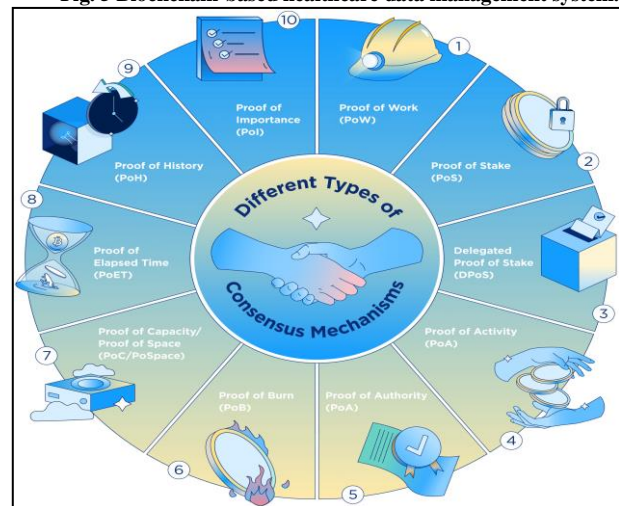 Fig. Blockchain-based healthcare data management system
Different Types of
Consensus Mechanisms
1
Proof of Work
(PoW)
2
Proof of Stake
(PoS)
3
Delegated
Proof of Stake
(DPoS)
4
Proof of Activity
(PoA)
5
Proof of Authority
(PoA)
6
Proof of Burn
(PoB)
7
Proof of Capacity/
Proof of Space
(PoC/PoSpace)
8
Proof of
Elapsed Time
(PoET)
9
Proof of History
(PoH)
10
Proof of
Importance
(PoI)